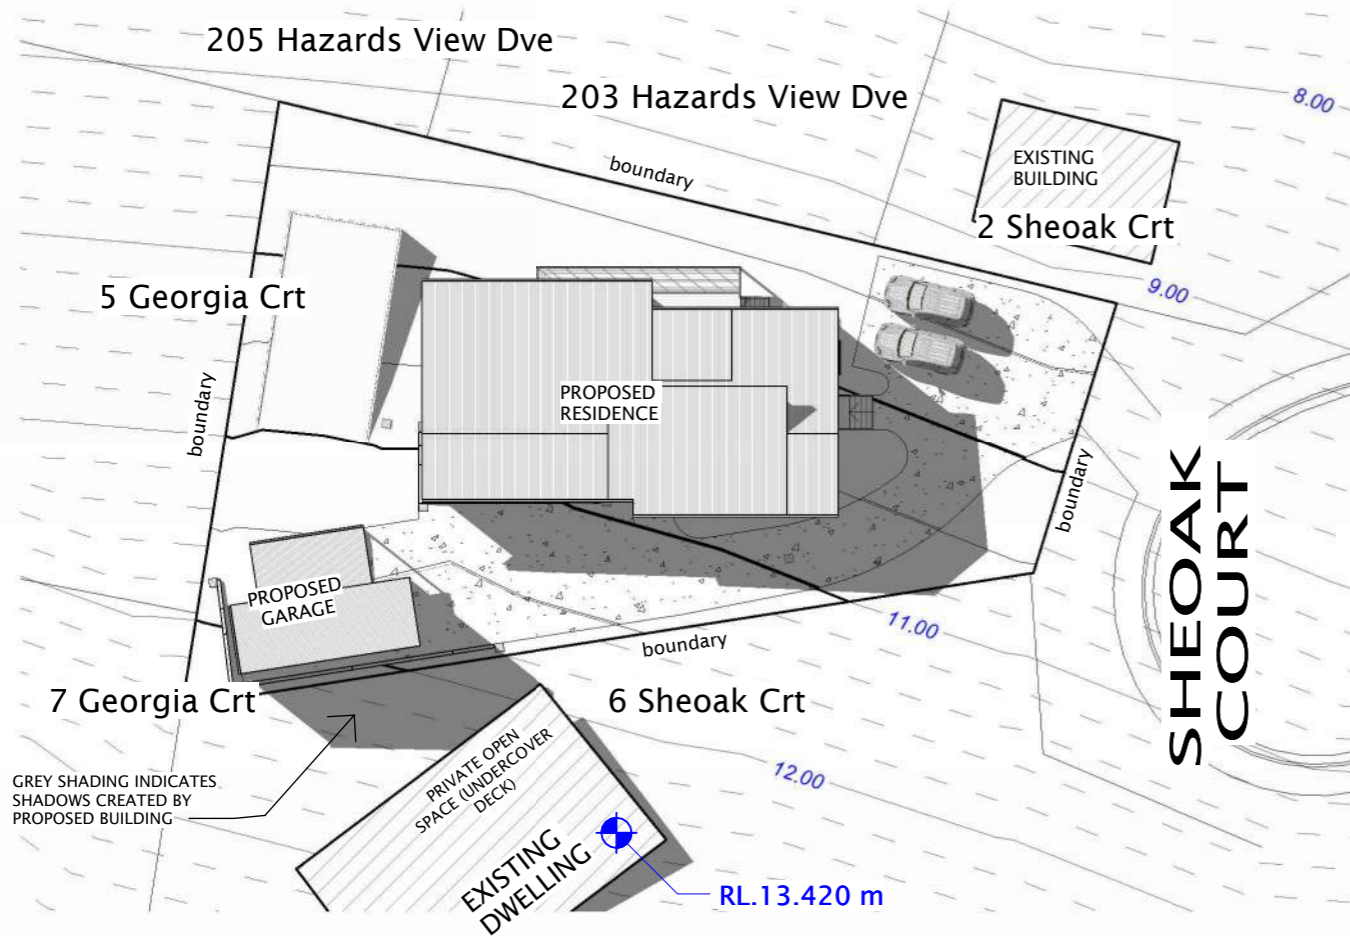 205 Hazards View Dve
203 Hazards View Dve
8.00
boundary
EXISTING
BUILDING
2 Sheoak Crt
9.00
5 Georgia Crt
boundary
PROPOSED
RESIDENCE
boundary
SHEOAK
COURT
PROPOSED
GARAGE
11.00
boundary
7 Georgia Crt
6 Sheoak Crt
12.00
GREY SHADING INDICATES
SHADOWS CREATED BY
PROPOSED BUILDING
PRIVATE OPEN
SPACE (UNDERCOVER
DECK)
EXISTING
DWELLING
RL.13.420 m